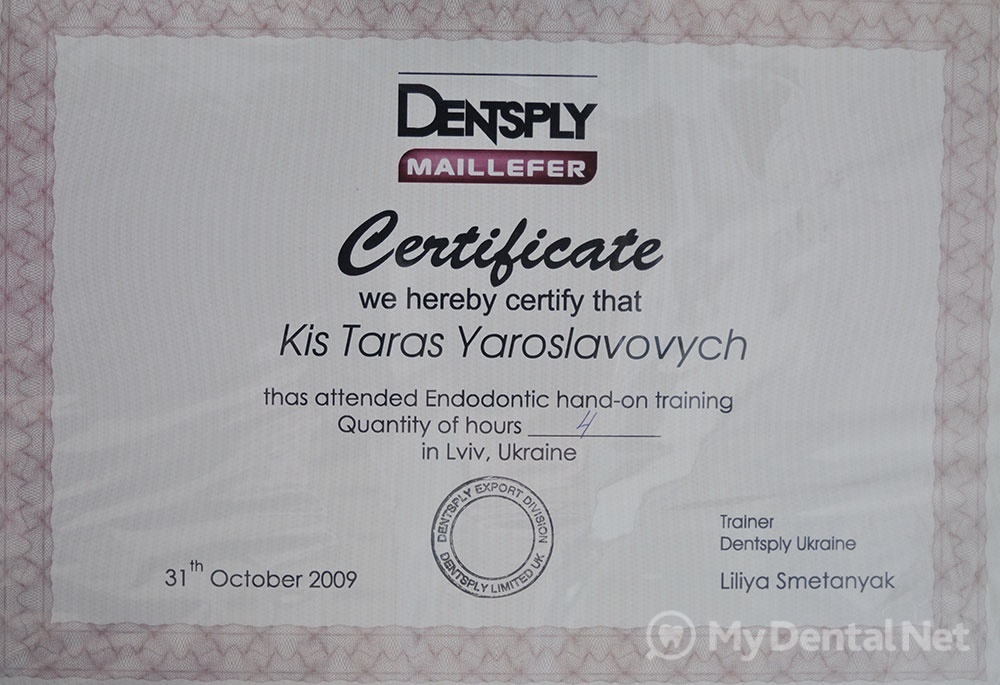 DENTSPLY
MAILLEFER
Certificate
we hereby certify that
Kis Taras Yaroslavovych
thas attended Endodontic hand-on training
Quantity of hours 4
in Lviv, Ukraine
DENTSPLY EXPORT DIVISION
DENTSPLY LIMITED UK
Trainer
Dentsply Ukraine
31th October 2009
Liliya Smetanyak
MyDentalNet